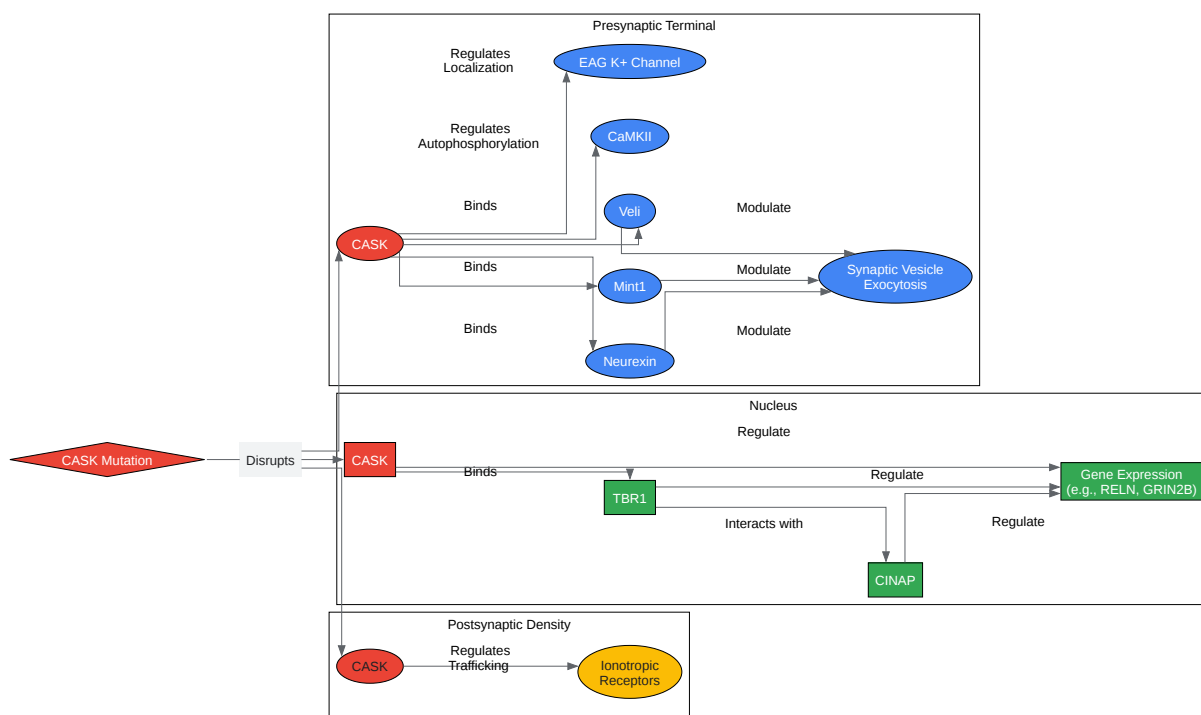 Presynaptic Terminal
Regulates
Localization
EAG K+ Channel
Regulates
Autophosphorylation
CaMKII
Binds
Veli
Modulate
CASK
Binds
Mint1
Modulate
Synaptic Vesicle
Exocytosis
Binds
Modulate
Neurexin
Nucleus
Regulate
CASK Mutation
Disrupts
CASK
Binds
Regulate
Gene Expression
(e.g., RELN, GRIN2B)
TBR1
Interacts with
Regulate
CINAP
Postsynaptic Density
Regulates
Trafficking
CASK
Ionotropic
Receptors